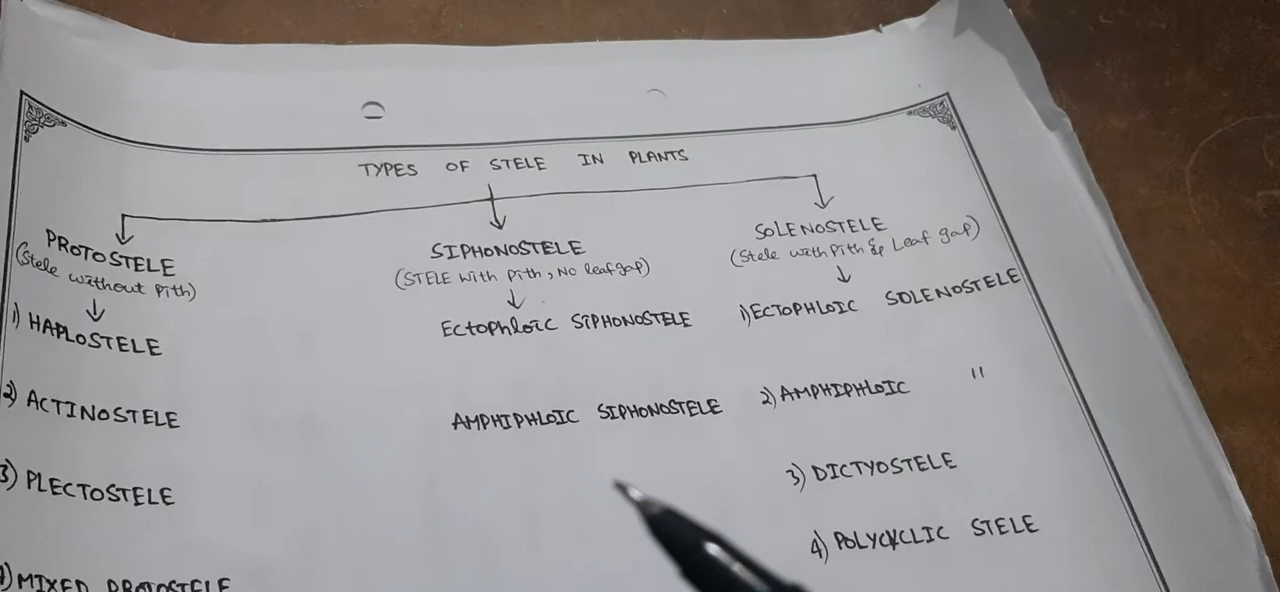 TYPES OF STELE IN PLANTS
PROTOSTELE
(Stele without Pith)
1) HAPLOSTELE
2) ACTINOSTELE
3) PLECTOSTELE
) MIXED PROTOSTELE
SIPHONOSTELE
(STELE with Pith, No leaf gap)
Ectophloic SIPHONOSTELE
AMPHIPHLOIC SIPHONOSTELE
SOLENOSTELE
(Stele with Pith & Leaf gap)
1) ECTOPHLOIC SOLENOSTELE
2) AMPHIPHLOIC "
3) DICTYOSTELE
4) POLYCYCLIC STELE